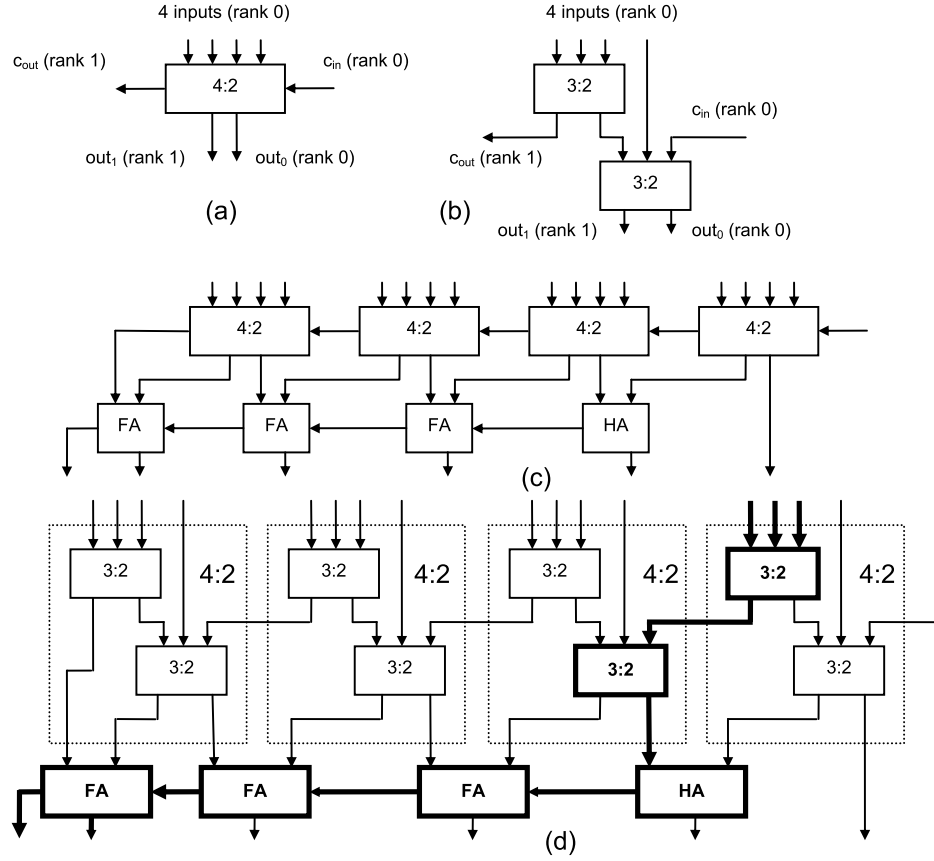 4 inputs (rank 0)
c_out (rank 1)
4:2
c_in (rank 0)
out_1 (rank 1)
out_0 (rank 0)
(a)
4 inputs (rank 0)
3:2
c_in (rank 0)
c_out (rank 1)
3:2
out_1 (rank 1)
out_0 (rank 0)
(b)
4:2
4:2
4:2
4:2
FA
FA
FA
HA
(c)
3:2
4:2
3:2
4:2
3:2
4:2
3:2
4:2
3:2
3:2
3:2
3:2
FA
FA
FA
HA
(d)